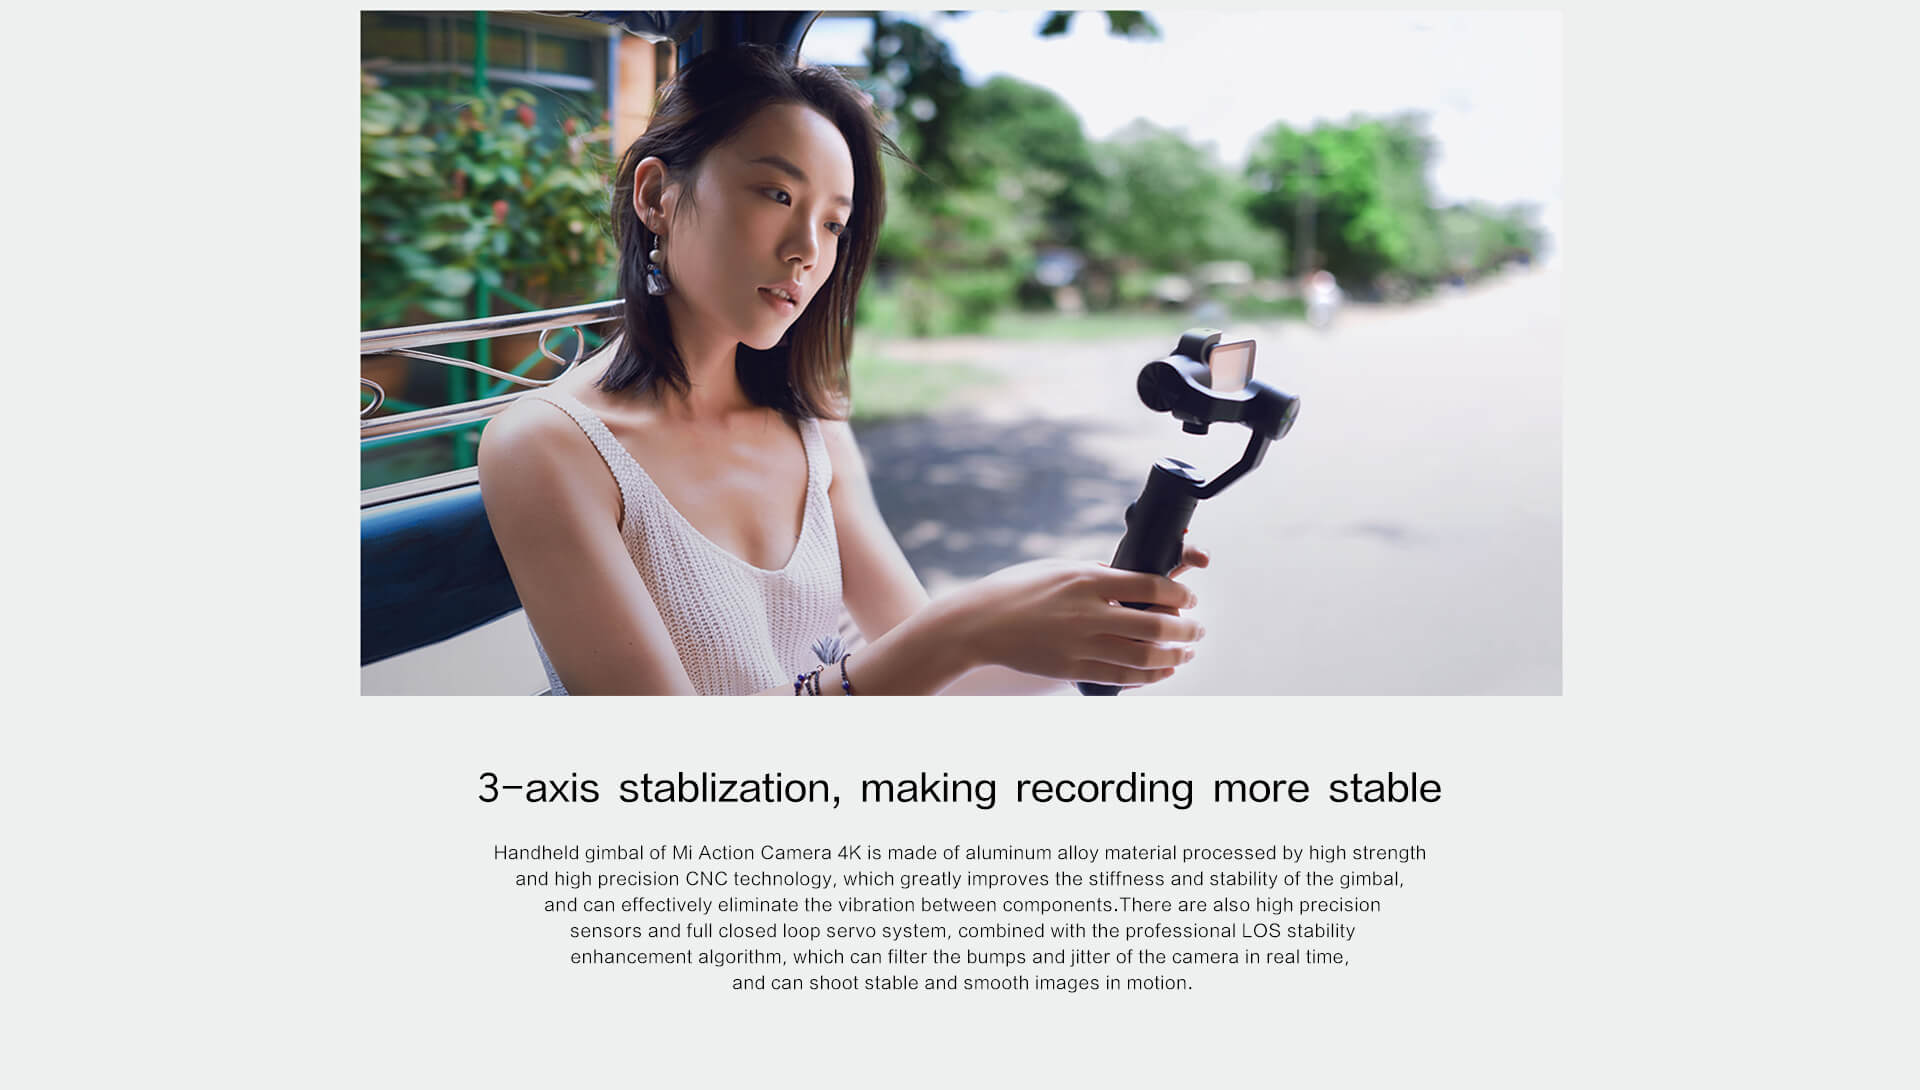 3-axis stablization, making recording more stable
Handheld gimbal of Mi Action Camera 4K is made of aluminum alloy material processed by high strength
and high precision CNC technology, which greatly improves the stiffness and stability of the gimbal,
and can effectively eliminate the vibration between components.There are also high precision
sensors and full closed loop servo system, combined with the professional LOS stability
enhancement algorithm, which can filter the bumps and jitter of the camera in real time,
and can shoot stable and smooth images in motion.